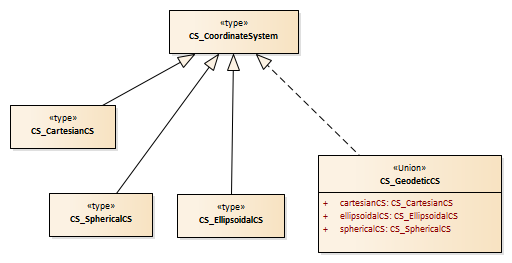 «type»
CS_CoordinateSystem
«type»
CS_CartesianCS
«type»
CS_SphericalCS
«type»
CS_EllipsoidalCS
«Union»
CS_GeodeticCS
+ cartesianCS: CS_CartesianCS
+ ellipsoidalCS: CS_EllipsoidalCS
+ sphericalCS: CS_SphericalCS